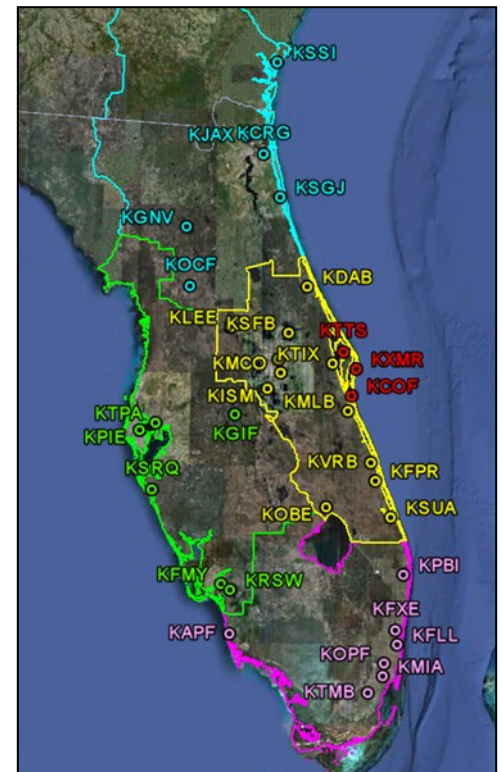 KSSI
KJAX KCRG
KSGJ
KGNV
KOCF
KDAB
KLEE
KSFB
KTTS
KMCO
KTIX
KXMR
KISM
KMLB
KCOF
KTPA
KGIF
KPIE
KVRB
KFPR
KSRQ
KOBE
KSUA
KPBI
KFMY
KRSW
KFXE
KAPF
KFLL
KOPF
KMIA
KTMB